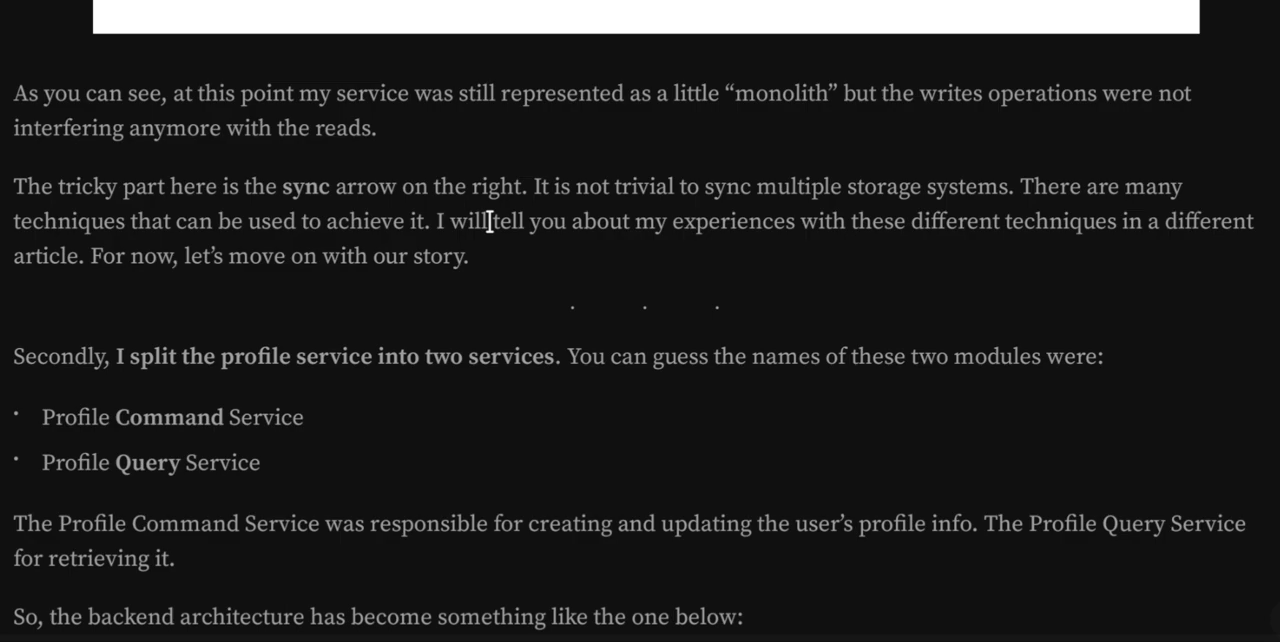 As you can see, at this point my service was still represented as a little “monolith” but the writes operations were not
interfering anymore with the reads.
The tricky part here is the sync arrow on the right. It is not trivial to sync multiple storage systems. There are many
techniques that can be used to achieve it. I will tell you about my experiences with these different techniques in a different
article. For now, let’s move on with our story.
. . .
Secondly, I split the profile service into two services. You can guess the names of these two modules were:
• Profile Command Service
• Profile Query Service
The Profile Command Service was responsible for creating and updating the user’s profile info. The Profile Query Service
for retrieving it.
So, the backend architecture has become something like the one below: